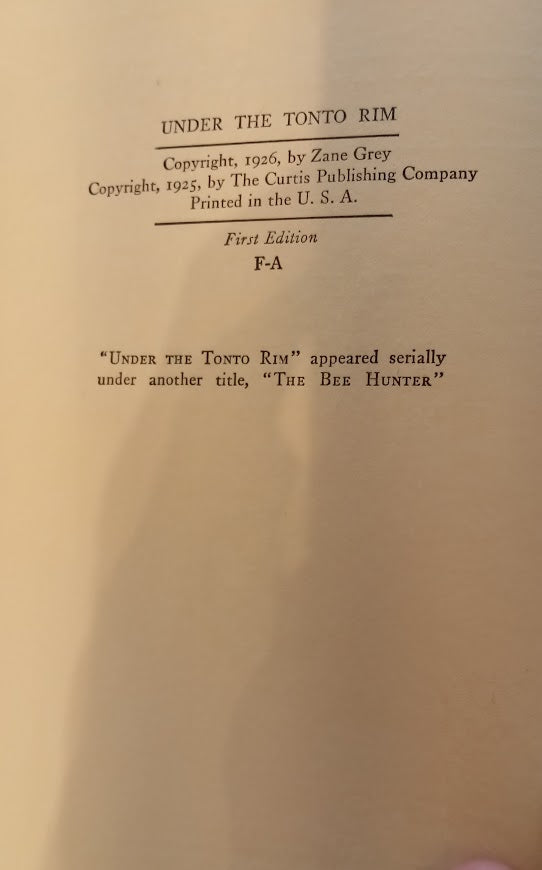 UNDER THE TONTO RIM
Copyright, 1926, by Zane Grey
Copyright, 1925, by The Curtis Publishing Company
Printed in the U. S. A.
First Edition
F-A
“Under the Tonto Rim” appeared serially
under another title, “The Bee Hunter”